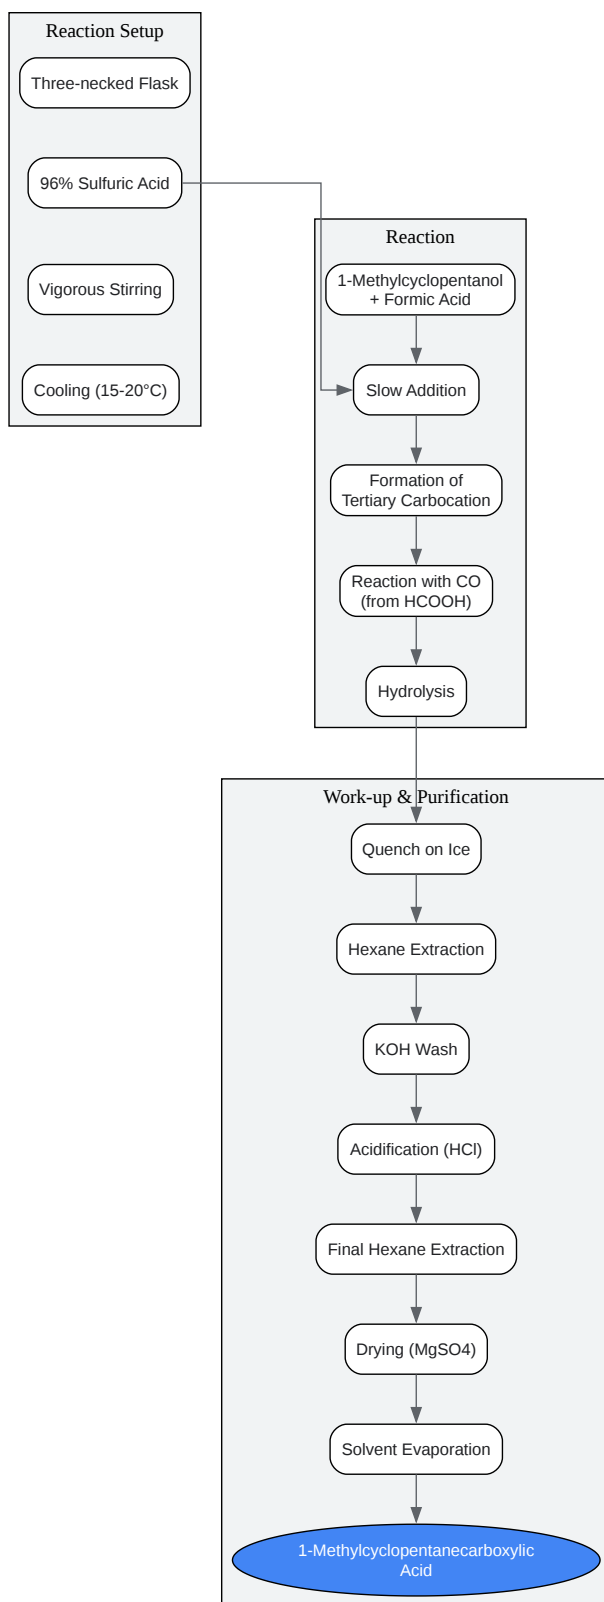 Reaction Setup
Three-necked Flask
96% Sulfuric Acid
Vigorous Stirring
Cooling (15-20°C)
Reaction
1-Methylcyclopentanol
+ Formic Acid
Slow Addition
Formation of
Tertiary Carbocation
Reaction with CO
(from HCOOH)
Hydrolysis
Work-up & Purification
Quench on Ice
Hexane Extraction
KOH Wash
Acidification (HCl)
Final Hexane Extraction
Drying (MgSO4)
Solvent Evaporation
1-Methylcyclopentanecarboxylic
Acid